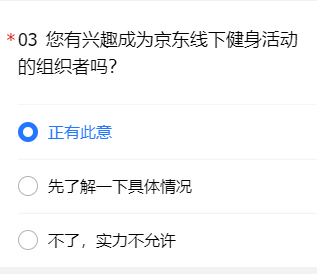 *03 您有兴趣成为京东线下健身活动
的组织者吗?
正有此意
先了解一下具体情况
不了，实力不允许